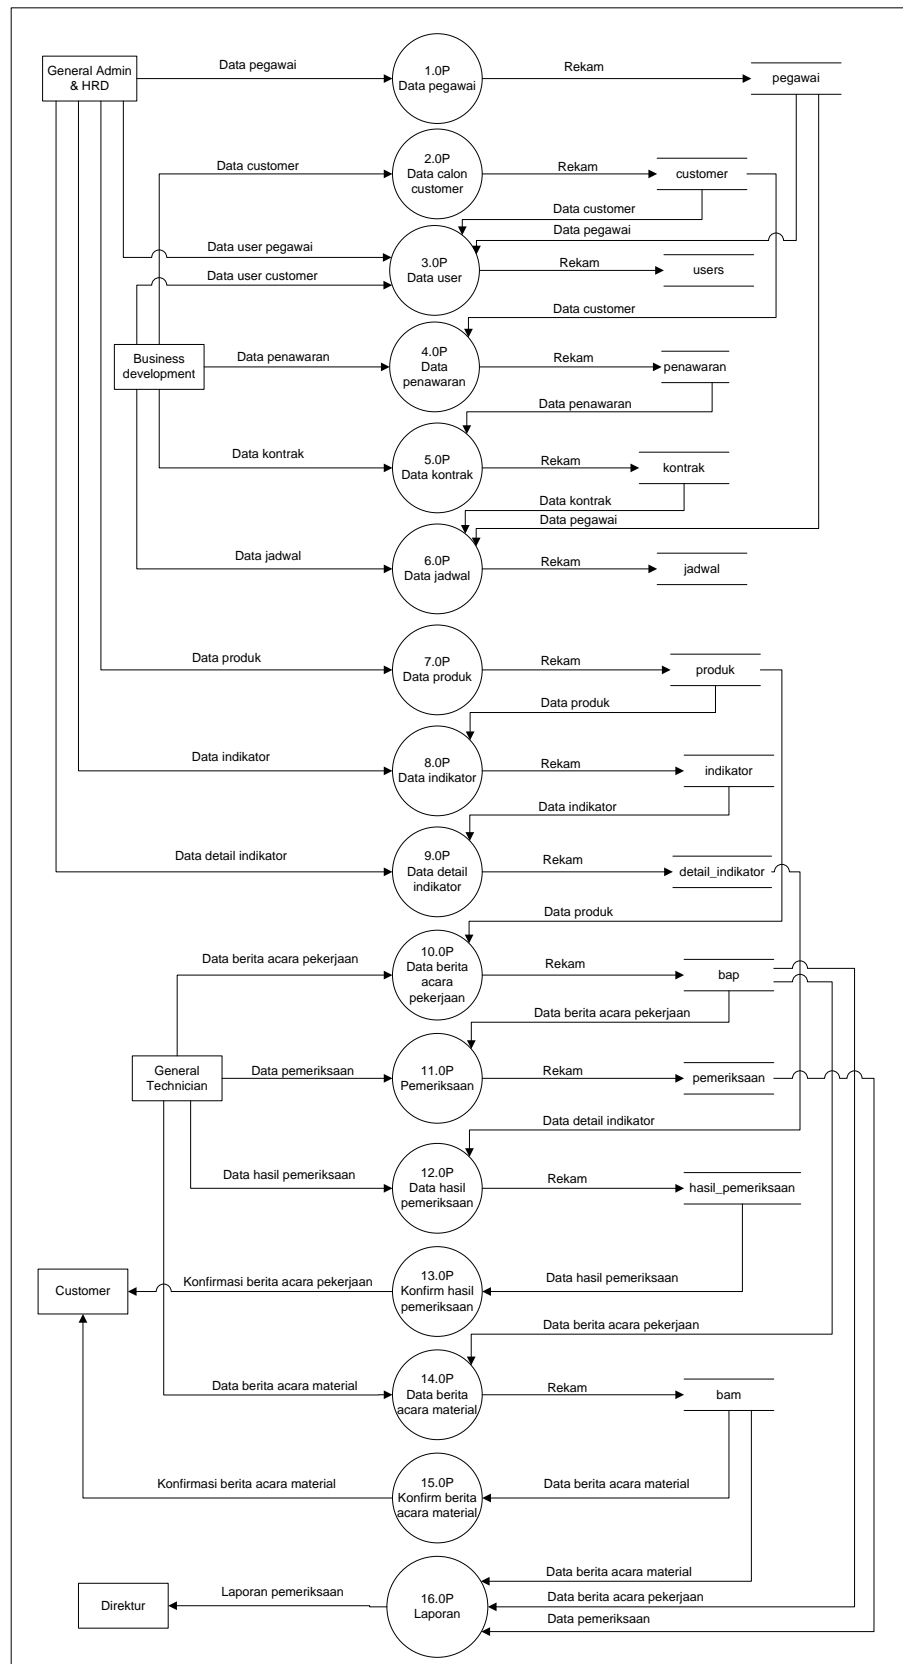 General Admin
& HRD
Data pegawai
1.0P
Data pegawai
Rekam
pegawai
Data customer
2.0P
Data calon
customer
Rekam
customer
Data customer
Data pegawai
Data user pegawai
Data user customer
3.0P
Data user
Rekam
users
Data customer
Business
development
Data penawaran
4.0P
Data
penawaran
Rekam
penawaran
Data penawaran
Data kontrak
5.0P
Data kontrak
Rekam
kontrak
Data kontrak
Data pegawai
Data jadwal
6.0P
Data jadwal
Rekam
jadwal
Data produk
7.0P
Data produk
Rekam
produk
Data produk
Data indikator
8.0P
Data indikator
Rekam
indikator
Data indikator
Data detail indikator
9.0P
Data detail
indikator
Rekam
detail_indikator
Data produk
Data berita acara pekerjaan
10.0P
Data berita
acara
pekerjaan
Rekam
bap
Data berita acara pekerjaan
General
Technician
Data pemeriksaan
11.0P
Pemeriksaan
Rekam
pemeriksaan
Data detail indikator
Data hasil pemeriksaan
12.0P
Data hasil
pemeriksaan
Rekam
hasil_pemeriksaan
Customer
Konfirmasi berita acara pekerjaan
13.0P
Konfirm hasil
pemeriksaan
Data hasil pemeriksaan
Data berita acara pekerjaan
Data berita acara material
14.0P
Data berita
acara material
Rekam
bam
Konfirmasi berita acara material
15.0P
Konfirm berita
acara material
Data berita acara material
Direktur
Laporan pemeriksaan
16.0P
Laporan
Data berita acara material
Data berita acara pekerjaan
Data pemeriksaan